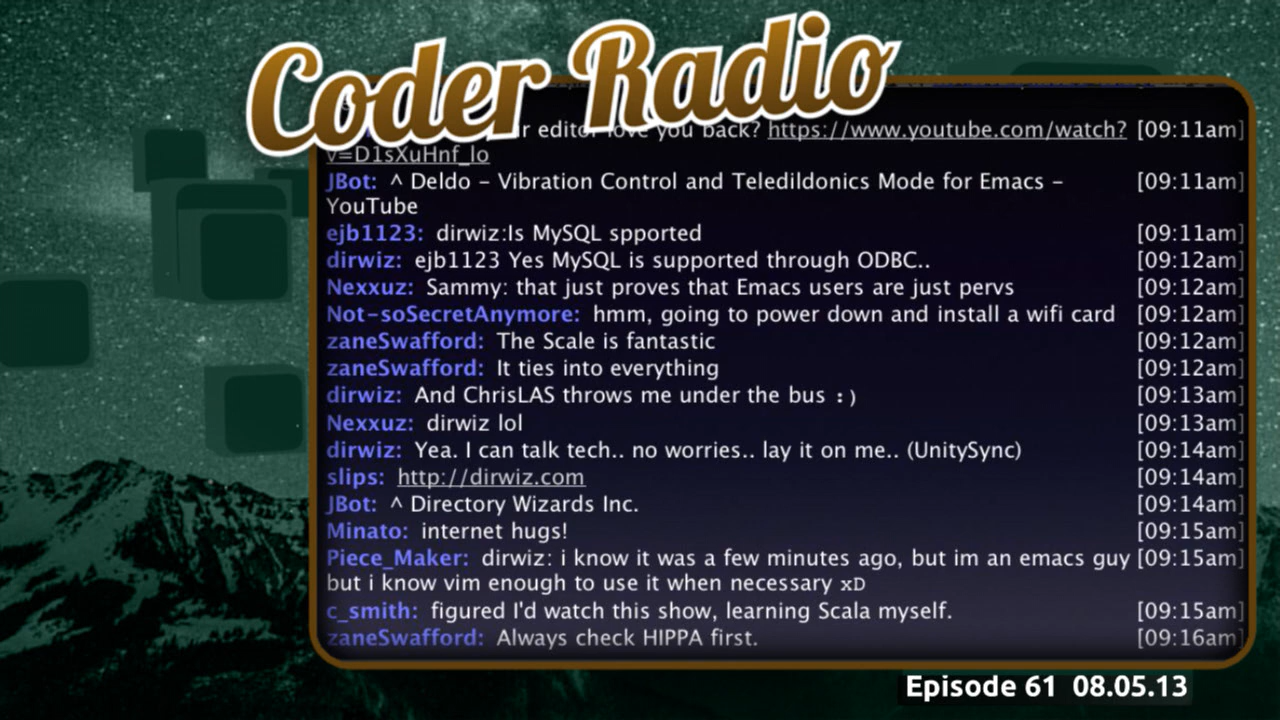 Coder Radio
edito love you back? https://www.youtube.com/watch? [09:11am]
v=D1sXuHnf_lo
JBot: ^ Deldo – Vibration Control and Teledildonics Mode for Emacs – [09:11am]
YouTube
ejb1123: dirwiz:Is MySQL spported [09:11am]
dirwiz: ejb1123 Yes MySQL is supported through ODBC.. [09:12am]
Nexxuz: Sammy: that just proves that Emacs users are just pervs [09:12am]
Not-soSecretAnymore: hmm, going to power down and install a wifi card [09:12am]
zaneSwafford: The Scale is fantastic [09:12am]
zaneSwafford: It ties into everything [09:12am]
dirwiz: And ChrisLAS throws me under the bus :) [09:13am]
Nexxuz: dirwiz lol [09:13am]
dirwiz: Yea. I can talk tech.. no worries.. lay it on me.. (UnitySync) [09:14am]
slips: http://dirwiz.com [09:14am]
JBot: ^ Directory Wizards Inc. [09:14am]
Minato: internet hugs! [09:15am]
Piece_Maker: dirwiz: i know it was a few minutes ago, but im an emacs guy [09:15am]
but i know vim enough to use it when necessary xD
c_smith: figured I'd watch this show, learning Scala myself. [09:15am]
zaneSwafford: Always check HIPPA first. [09:16am]
Episode 61 08.05.13